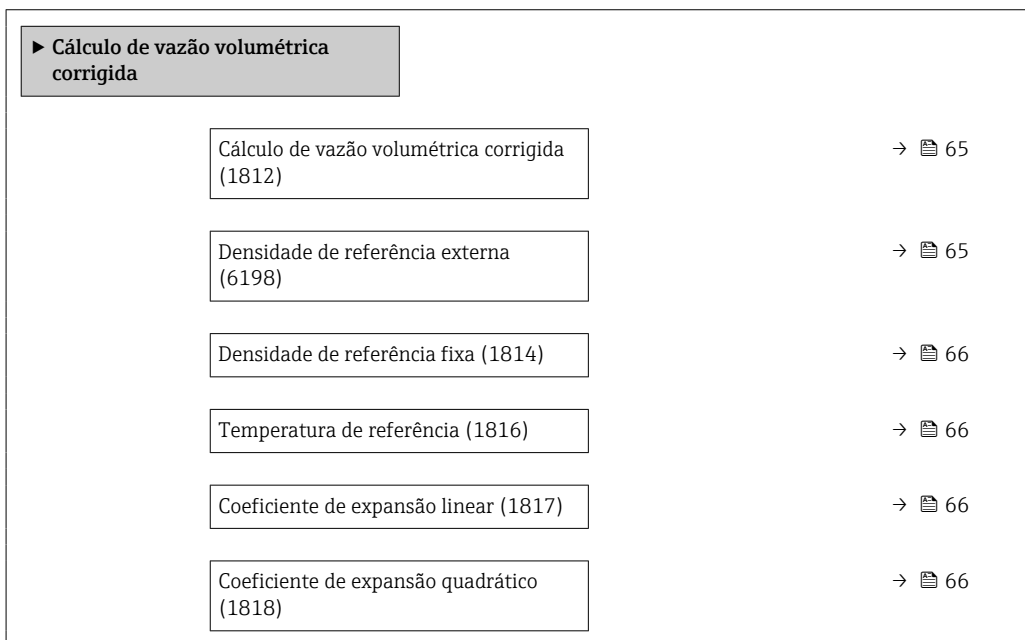 ▶ Cálculo de vazão volumétrica
corrigida
Cálculo de vazão volumétrica corrigida → 65
(1812)
Densidade de referência externa → 65
(6198)
Densidade de referência fixa (1814) → 66
Temperatura de referência (1816) → 66
Coeficiente de expansão linear (1817) → 66
Coeficiente de expansão quadrático → 66
(1818)